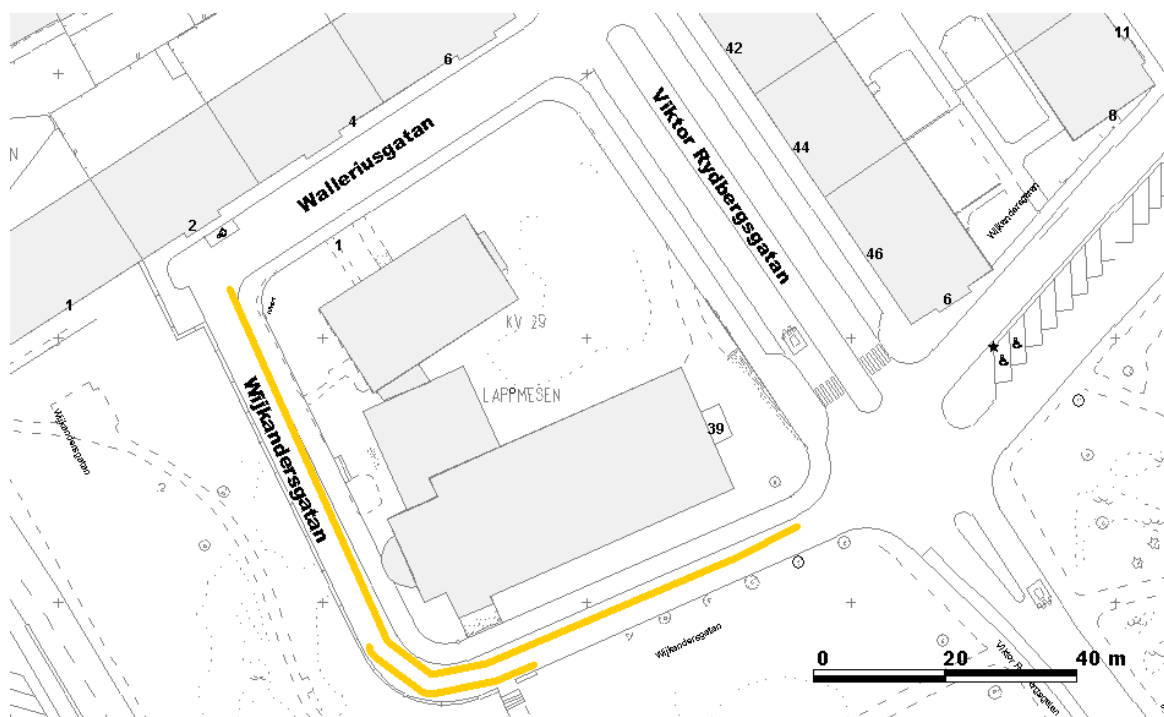 11
42
6
8
4
Viktor Rydbergsgatan
44
Walleriusgatan
Wijkandersgatan
2
1
46
1
6
KV 29
LAPPMESEN
Wijkandersgatan
Wijkandersgatan
39
Wijkandersgatan
0 20 40 m